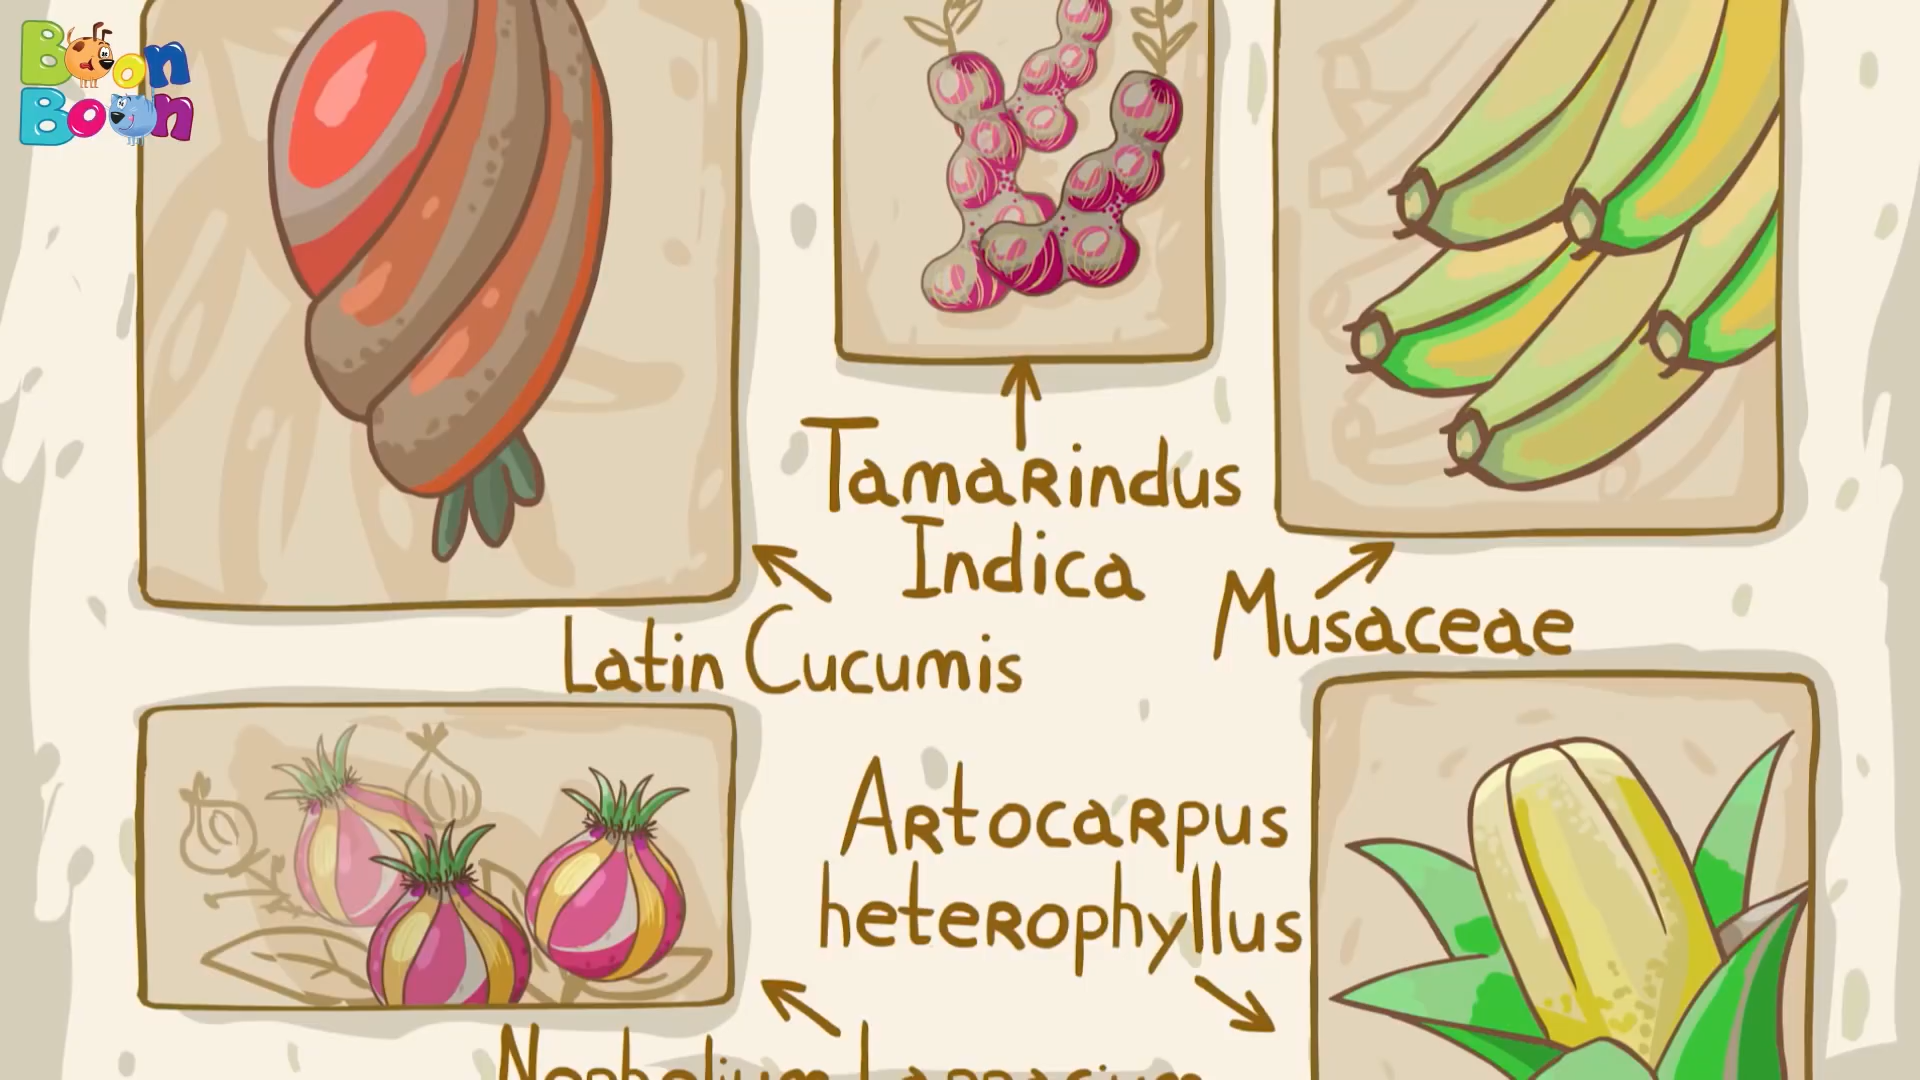 Boon
Boon
Tamarindus
Indica
Latin Cucumis
Musaceae
Artocarpus
heterophyllus